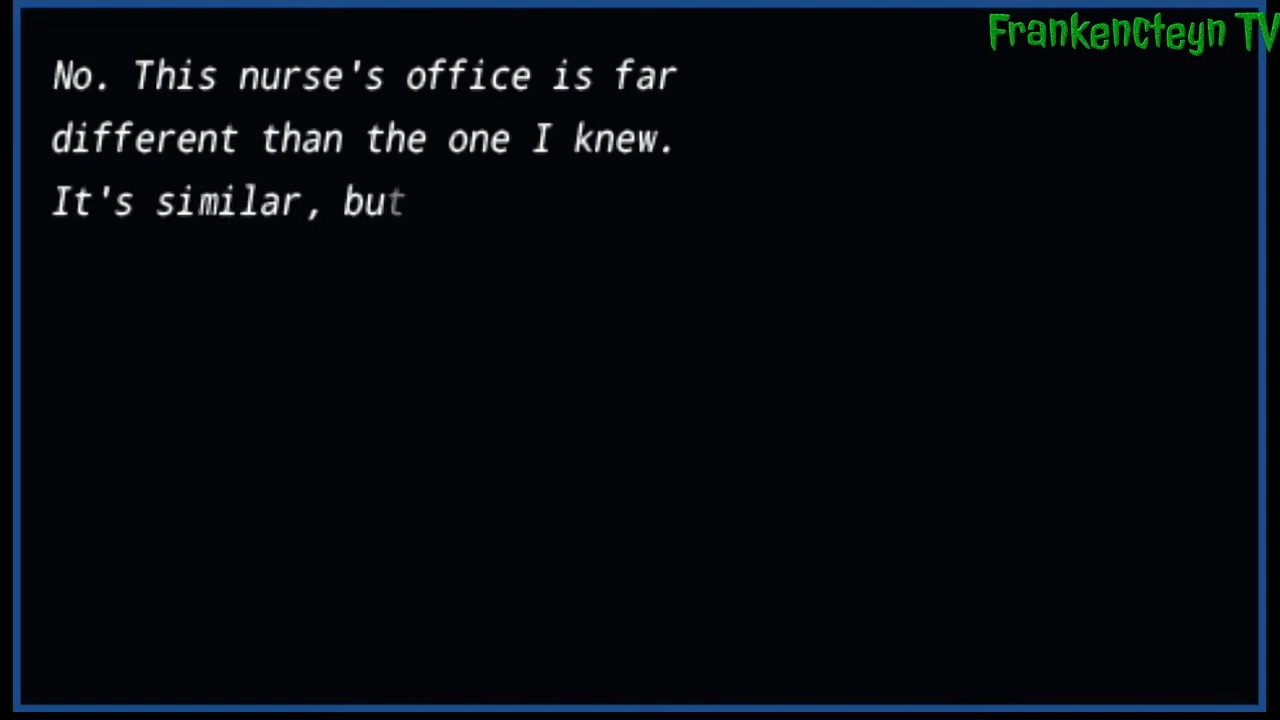 FrankenCteyn TV
No. This nurse's office is far
different than the one I knew.
It's similar, but